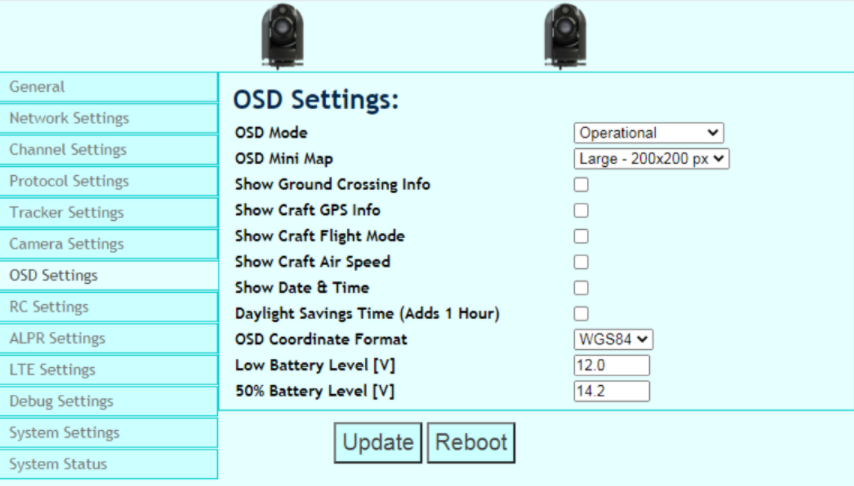 General
Network Settings
Channel Settings
Protocol Settings
Tracker Settings
Camera Settings
OSD Settings
RC Settings
ALPR Settings
LTE Settings
Debug Settings
System Settings
System Status
OSD Settings:
OSD Mode Operational
OSD Mini Map Large - 200x200 px
Show Ground Crossing Info
Show Craft GPS Info
Show Craft Flight Mode
Show Craft Air Speed
Show Date & Time
Daylight Savings Time (Adds 1 Hour)
OSD Coordinate Format WGS84
Low Battery Level [V] 12.0
50% Battery Level [V] 14.2
Update Reboot